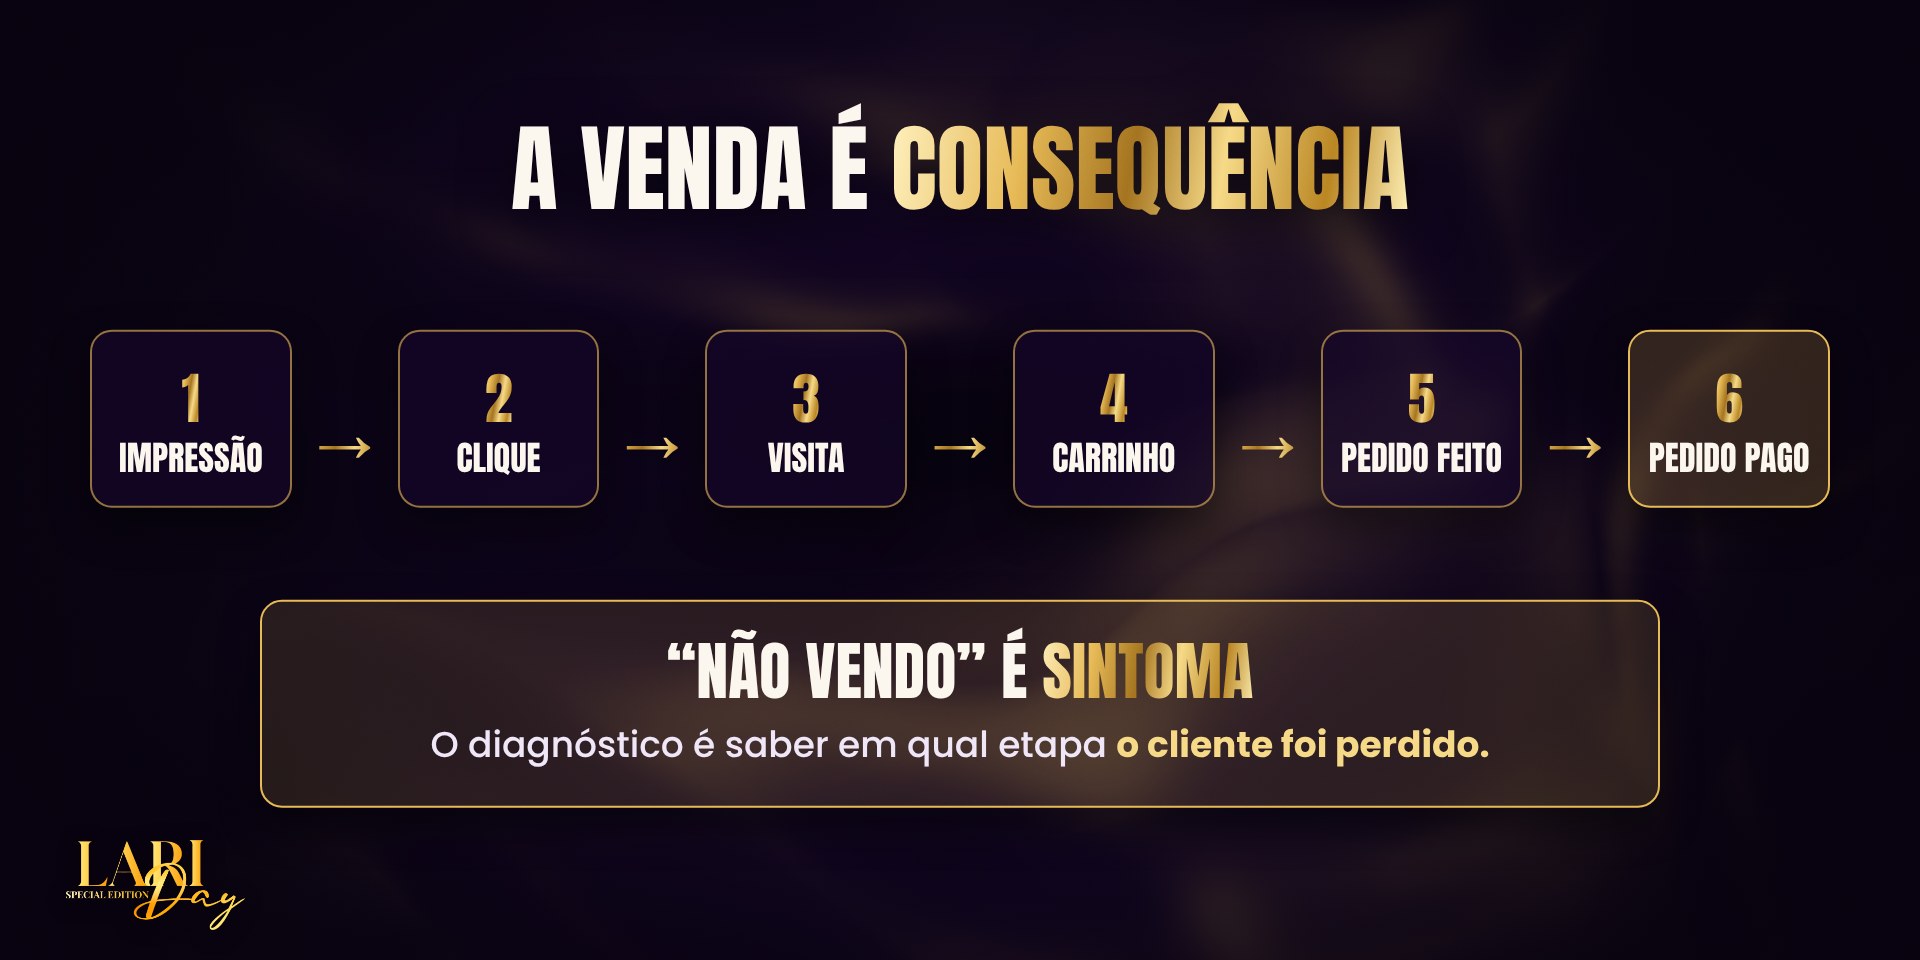 A VENDA É CONSEQUÊNCIA
1
IMPRESSÃO
→
2
CLIQUE
→
3
VISITA
→
4
CARRINHO
→
5
PEDIDO FEITO
→
6
PEDIDO PAGO
“NÃO VENDO” É SINTOMA
O diagnóstico é saber em qual etapa o cliente foi perdido.
LABI
SPECIAL EDITION
Day